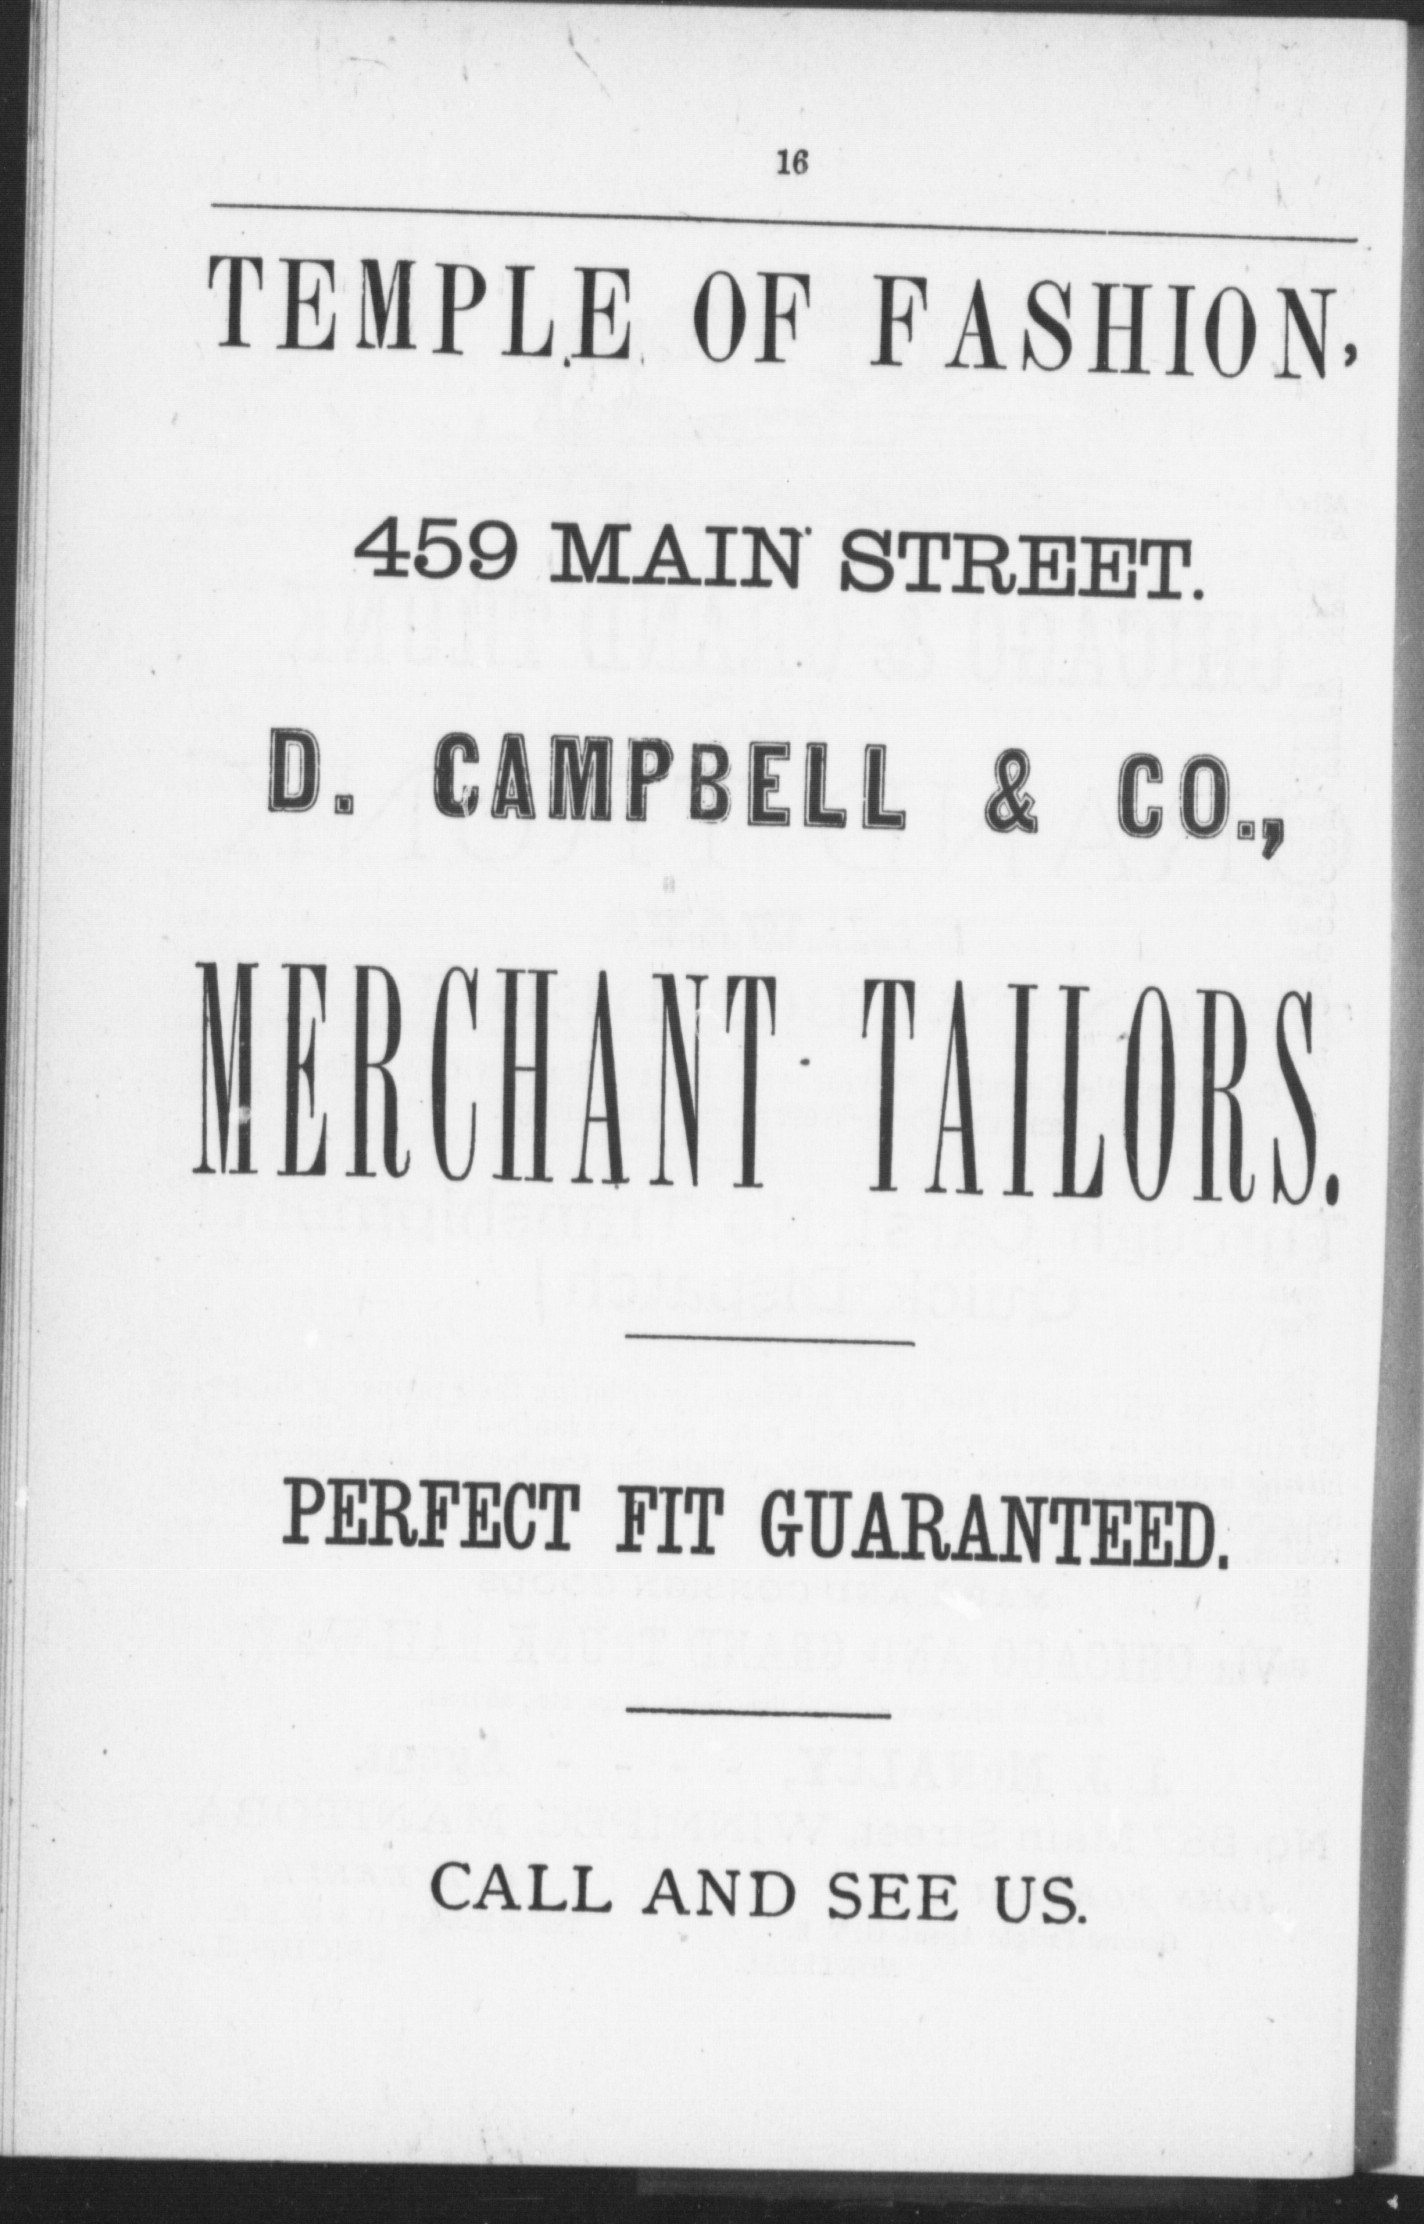 16
TEMPLE OF FASHION,
459 MAIN STREET.
D. CAMPBELL & CO.,
MERCHANT TAILORS.
PERFECT FIT GUARANTEED.
CALL AND SEE US.